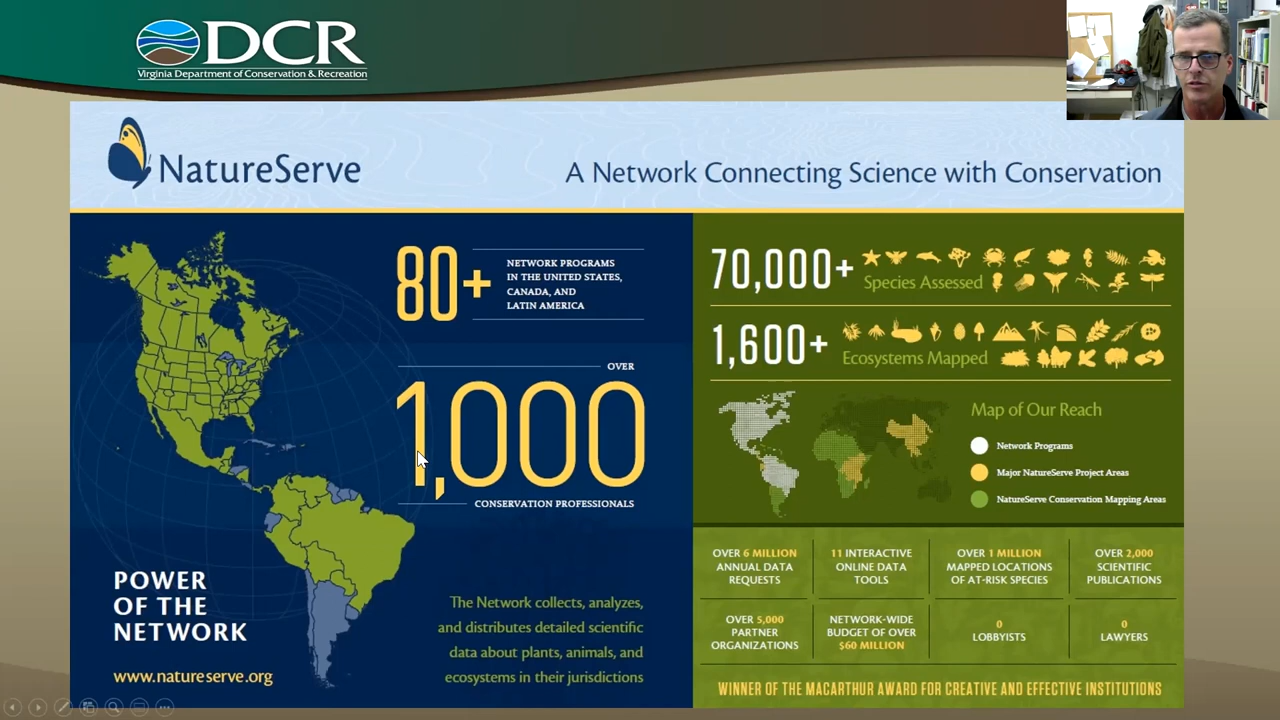 DCR
Virginia Department of Conservation & Recreation
NatureServe
A Network Connecting Science with Conservation
80+
NETWORK PROGRAMS
IN THE UNITED STATES,
CANADA, AND
LATIN AMERICA
OVER
1,000
CONSERVATION PROFESSIONALS
POWER
OF THE
NETWORK
www.natureserve.org
The Network collects, analyzes,
and distributes detailed scientific
data about plants, animals, and
ecosystems in their jurisdictions
70,000+
Species Assessed
1,600+
Ecosystems Mapped
Map of Our Reach
Network Programs
Major NatureServe Project Areas
NatureServe Conservation Mapping Areas
OVER 6 MILLION
ANNUAL DATA
REQUESTS
11 INTERACTIVE
ONLINE DATA
TOOLS
OVER 1 MILLION
MAPPED LOCATIONS
OF AT-RISK SPECIES
OVER 2,000
SCIENTIFIC
PUBLICATIONS
OVER 5,000
PARTNER
ORGANIZATIONS
NETWORK-WIDE
BUDGET OF OVER
$60 MILLION
0
LOBBYISTS
0
LAWYERS
WINNER OF THE MACARTHUR AWARD FOR CREATIVE AND EFFECTIVE INSTITUTIONS